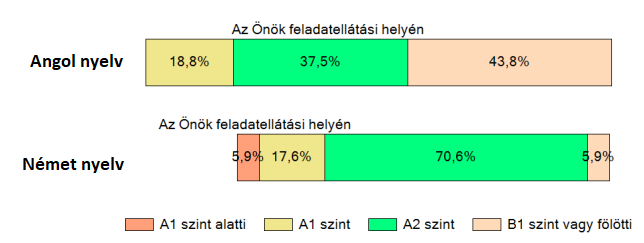 Az Önök feladatellátási helyén
Angol nyelv 18,8% 37,5% 43,8%
Az Önök feladatellátási helyén
Német nyelv 5,9% 17,6% 70,6% 5,9%
A1 szint alatti A1 szint A2 szint B1 szint vagy fölötti